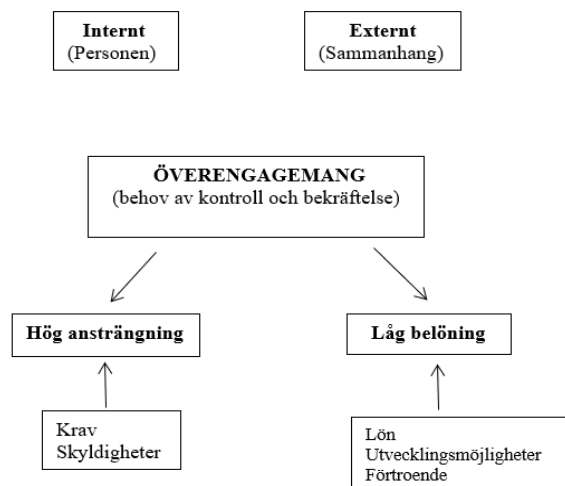 Internt
(Personen)
Externt
(Sammanhang)
ÖVERENGAGEMANG
(behov av kontroll och bekräftelse)
Hög ansträngning
Låg belöning
Krav
Skyldigheter
Lön
Utvecklingsmöjligheter
Förtroende